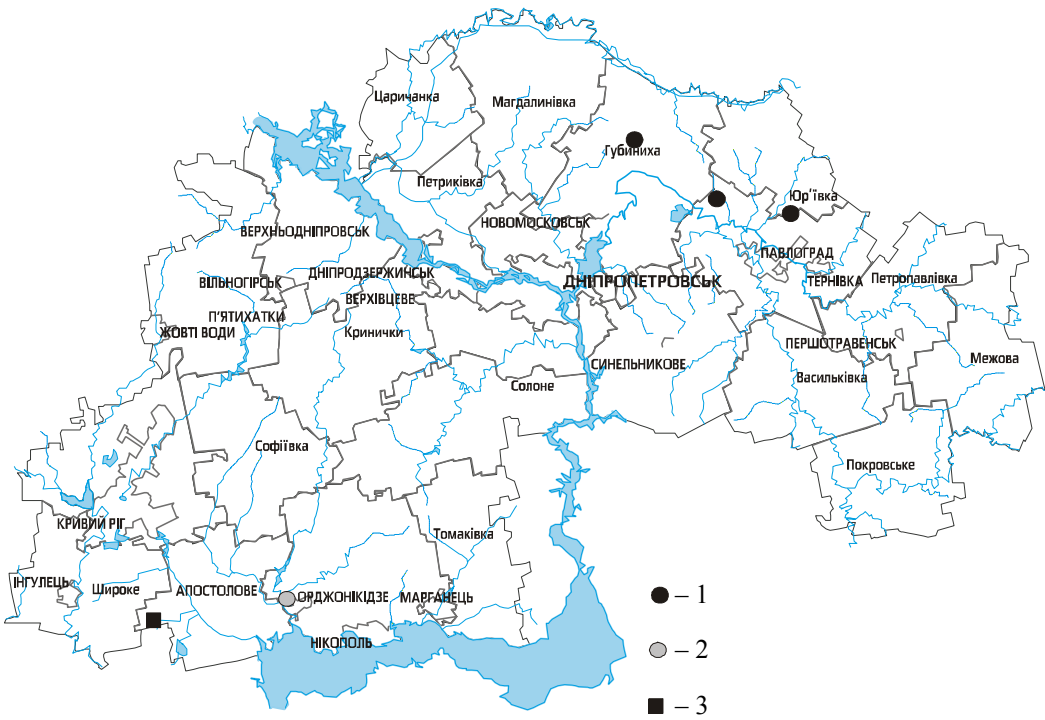 Царичанка
Магдалинівка
Губиниха
Петриківка
Юр'ївка
НОВОМОСКОВСЬК
ВЕРХНЬОДНІПРОВСЬК
ПАВЛОГРАД
ДНІПРОДЗЕРЖИНСЬК
ВІЛЬНОГІРСЬК
ДНІПРОПЕТРОВСЬК
ТЕРНІВКА
Петропавлівка
ВЕРХІВЦЕВЕ
П'ЯТИХАТКИ
ЖОВТІ ВОДИ
Кринички
ПЕРШОТРАВЕНСЬК
Межова
СИНЕЛЬНИКОВЕ
Васильківка
Солоне
Софіївка
Покровське
КРИВИЙ РІГ
Томаківка
ІНГУЛЕЦЬ
Широке
АПОСТОЛОВЕ
ОРДЖОНІКІДЗЕ
МАРГАНЕЦЬ
– 1
НІКОПОЛЬ
– 2
– 3